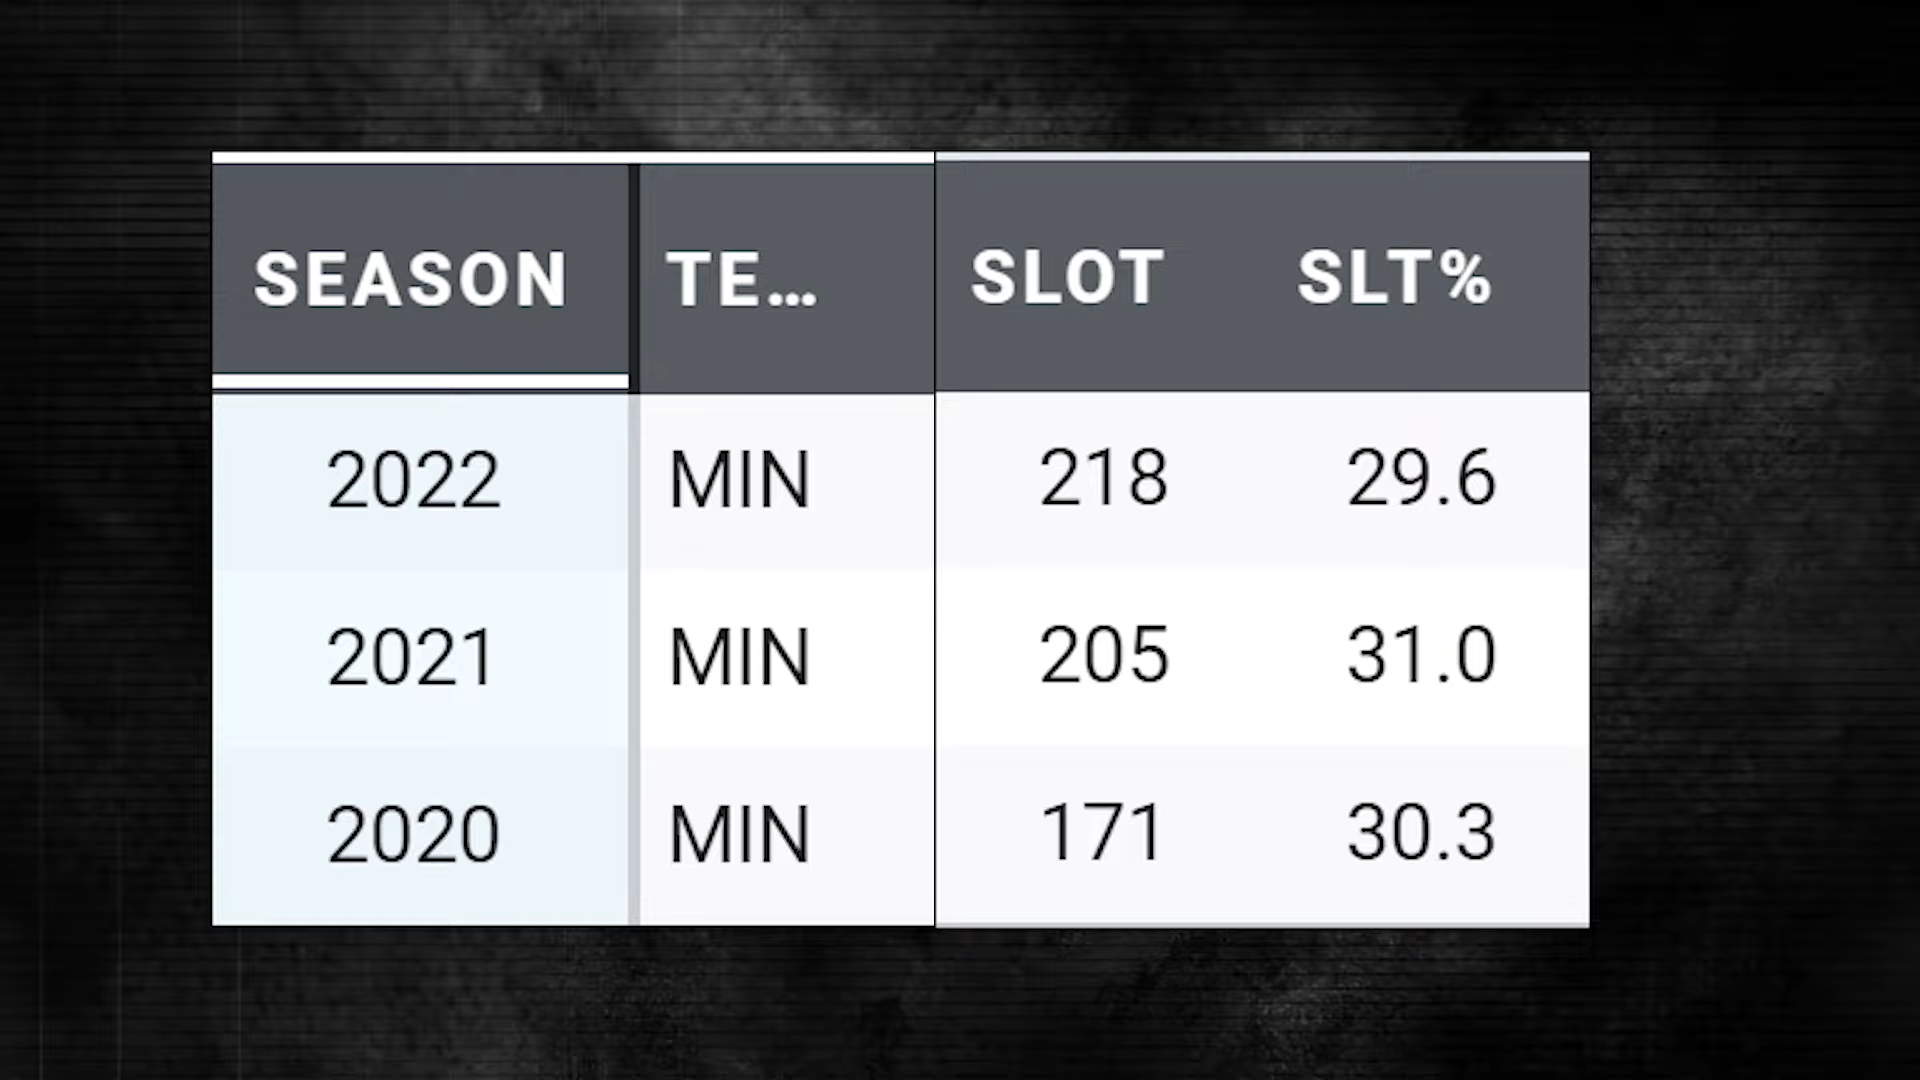 SEASON TE… SLOT SLT%
2022 MIN 218 29.6
2021 MIN 205 31.0
2020 MIN 171 30.3